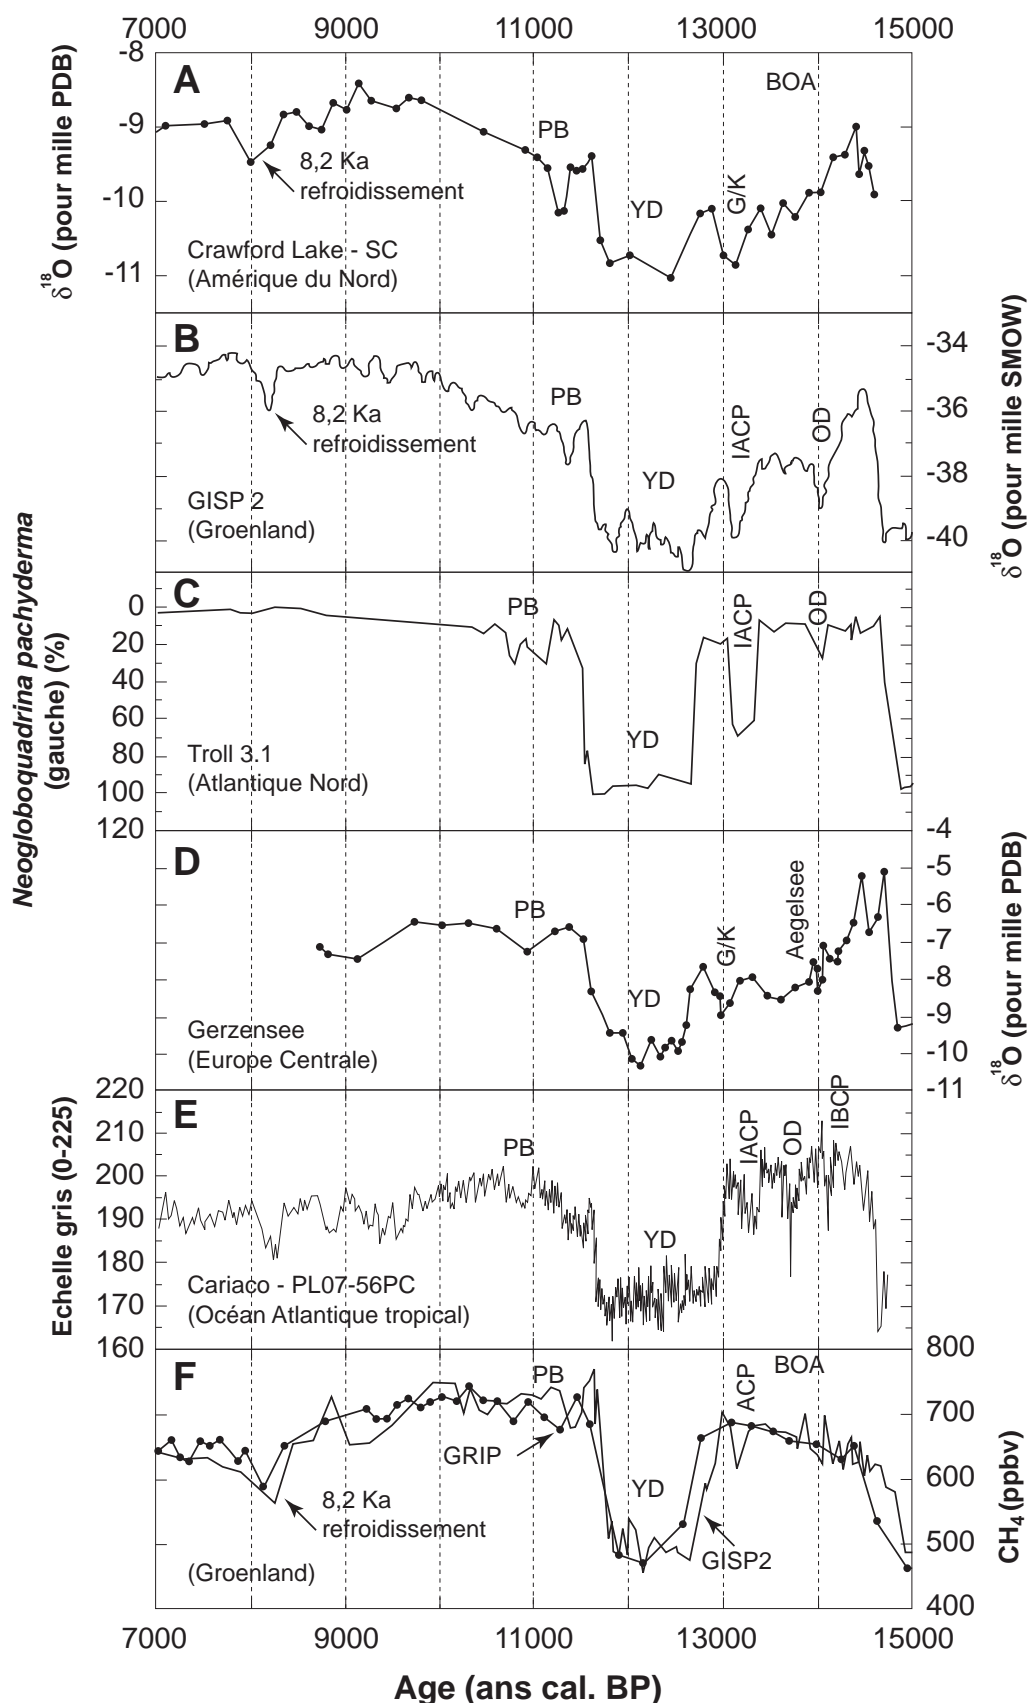 7000 9000 11000 13000 15000
-8
-9
-10
-11
δ18O (pour mille PDB)
A
BOA
PB
8,2 Ka
refroidissement
YD
G/K
Crawford Lake - SC
(Amérique du Nord)
B
-34
-36
-38
-40
δ18O (pour mille SMOW)
PB
8,2 Ka
refroidissement
IACP
OD
YD
GISP 2
(Groenland)
Neogloboquadrina pachyderma
(gauche) (%)
C
0
20
40
60
80
100
120
PB
IACP
OD
YD
Troll 3.1
(Atlantique Nord)
D
-4
-5
-6
-7
-8
-9
-10
-11
δ18O (pour mille PDB)
PB
G/K
Aegelsee
YD
Gerzensee
(Europe Centrale)
Echelle gris (0-225)
220
210
200
190
180
170
160
E
PB
IACP
OD
IBCP
YD
Cariaco - PL07-56PC
(Océan Atlantique tropical)
F
800
700
600
500
400
CH4 (ppbv)
PB
ACP
BOA
GRIP
YD
8,2 Ka
refroidissement
GISP2
(Groenland)
7000 9000 11000 13000 15000
Age (ans cal. BP)